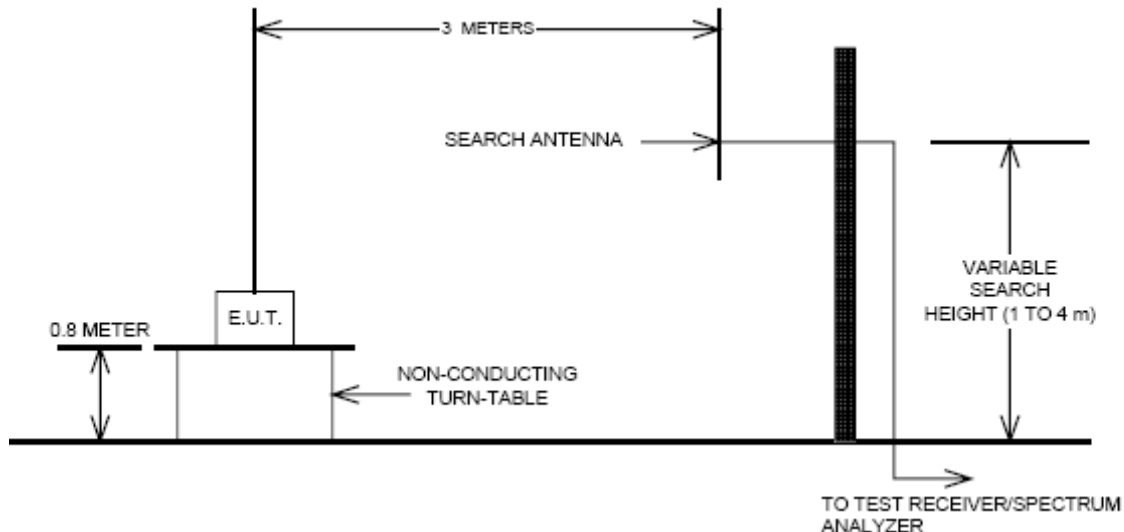 3 METERS
SEARCH ANTENNA
VARIABLE
SEARCH
HEIGHT (1 TO 4 m)
E.U.T.
0.8 METER
NON-CONDUCTING
TURN-TABLE
TO TEST RECEIVER/SPECTRUM
ANALYZER